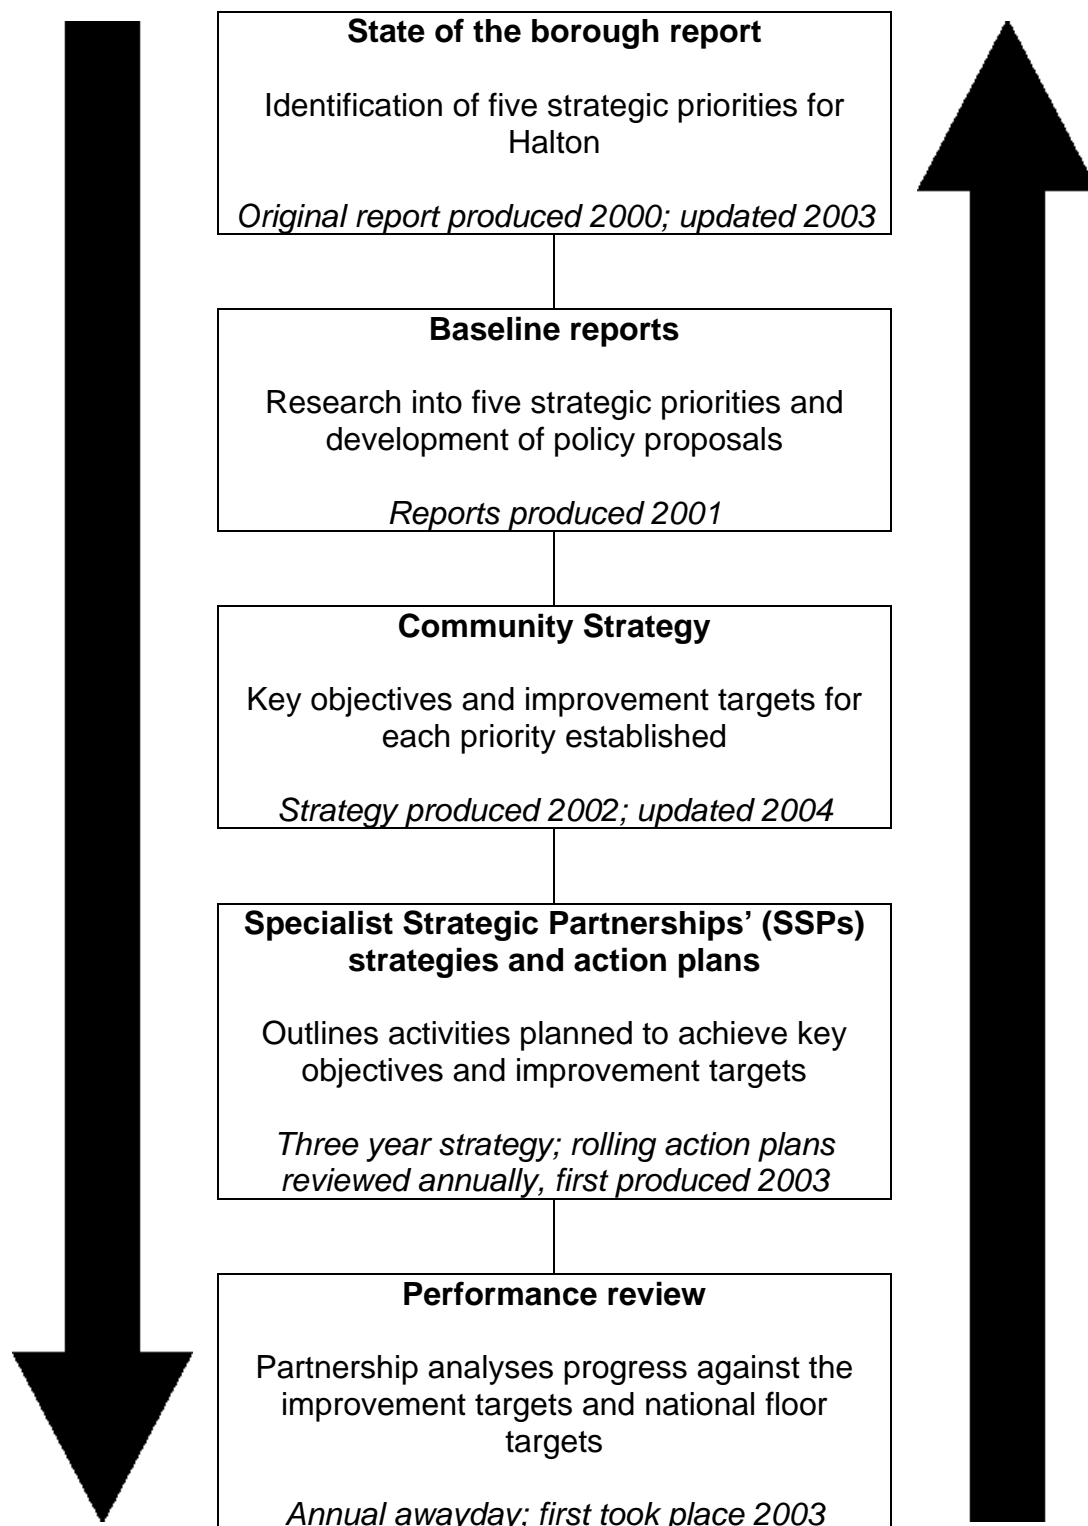 State of the borough report
Identification of five strategic priorities for
Halton
Original report produced 2000; updated 2003
Baseline reports
Research into five strategic priorities and
development of policy proposals
Reports produced 2001
Community Strategy
Key objectives and improvement targets for
each priority established
Strategy produced 2002; updated 2004
Specialist Strategic Partnerships’ (SSPs)
strategies and action plans
Outlines activities planned to achieve key
objectives and improvement targets
Three year strategy; rolling action plans
reviewed annually, first produced 2003
Performance review
Partnership analyses progress against the
improvement targets and national floor
targets
Annual awayday; first took place 2003